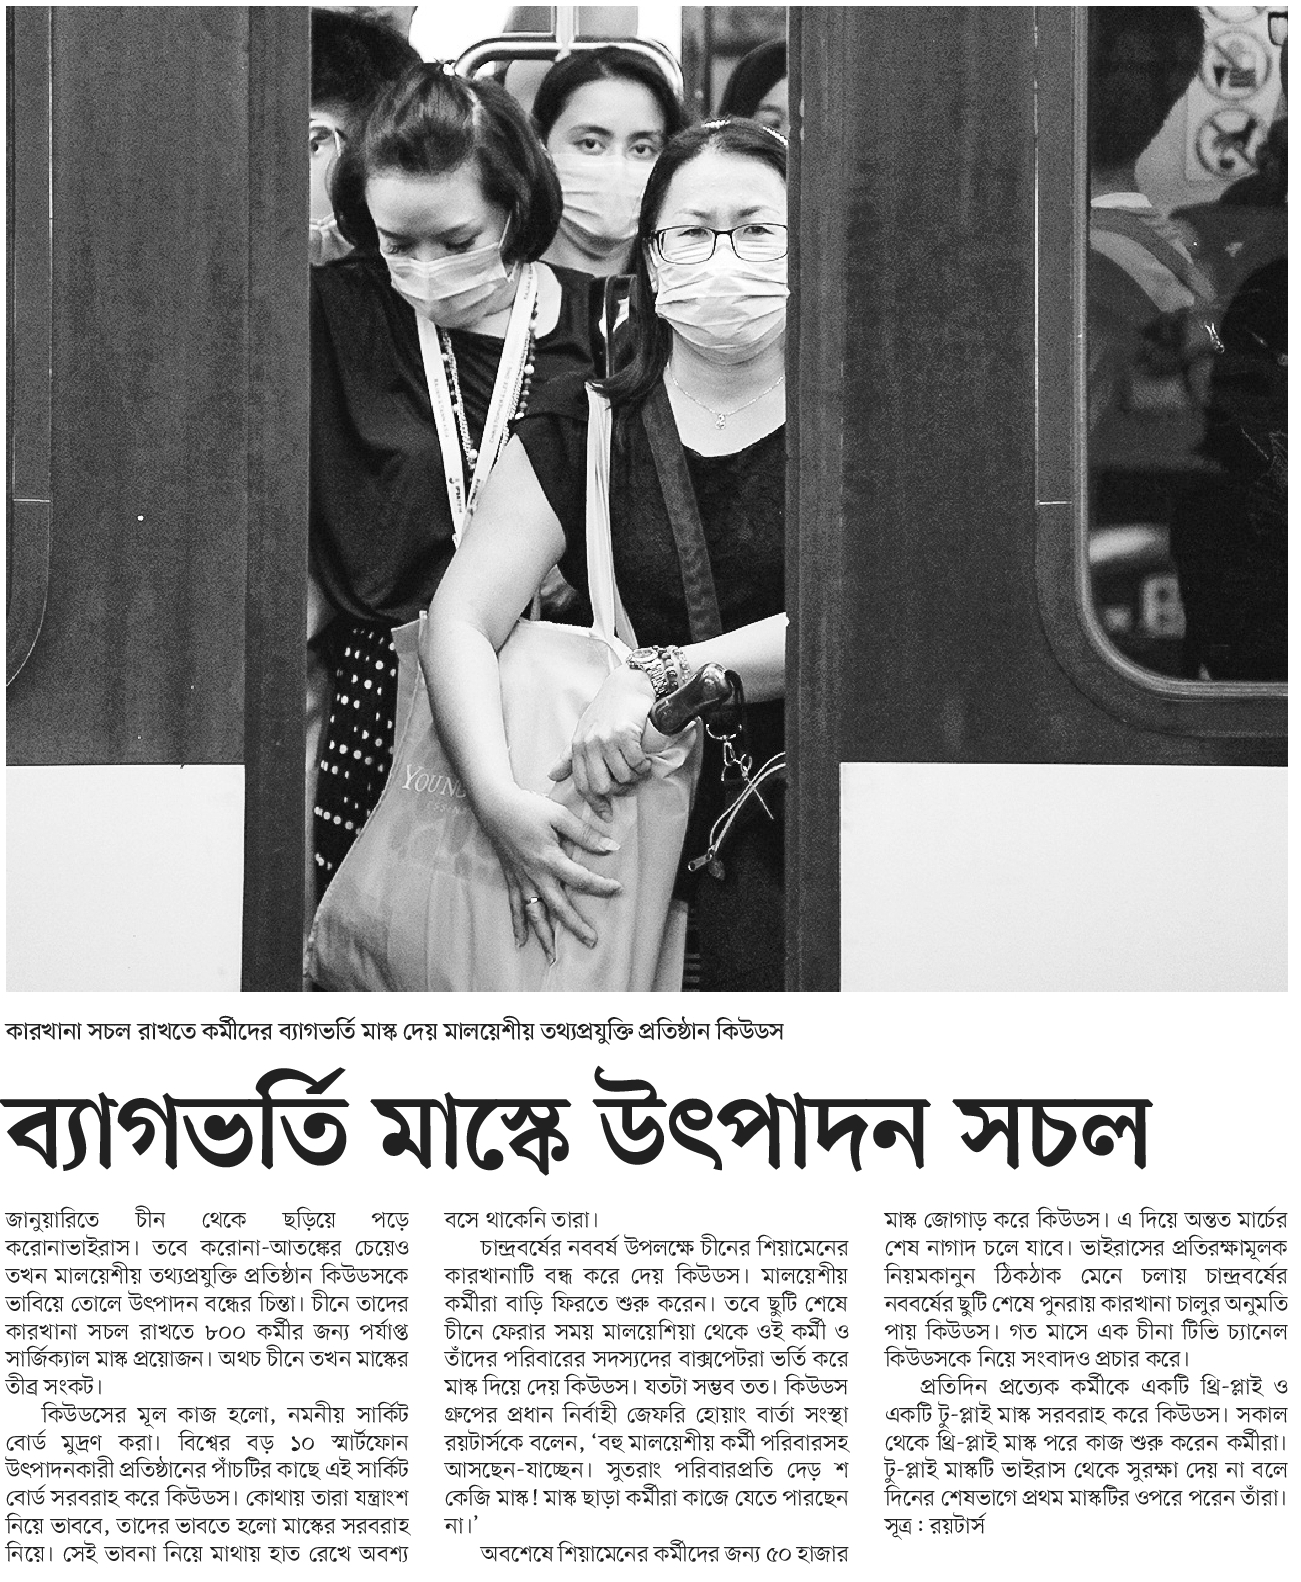 YOUNG
কারখানা সচল রাখতে কর্মীদের ব্যাগভর্তি মাস্ক দেয় মালয়েশীয় তথ্যপ্রযুক্তি প্রতিষ্ঠান কিউডস
ব্যাগভর্তি মাস্কে উৎপাদন সচল
জানুয়ারিতে চীন থেকে ছড়িয়ে পড়ে
করোনাভাইরাস। তবে করোনা-আতঙ্কের চেয়েও
তখন মালয়েশীয় তথ্যপ্রযুক্তি প্রতিষ্ঠান কিউডসকে
ভাবিয়ে তোলে উৎপাদন বন্ধের চিন্তা। চীনে তাদের
কারখানা সচল রাখতে ৮০০ কর্মীর জন্য পর্যাপ্ত
সার্জিক্যাল মাস্ক প্রয়োজন। অথচ চীনে তখন মাস্কের
তীব্র সংকট।
কিউডসের মূল কাজ হলো, নমনীয় সার্কিট
বোর্ড মুদ্রণ করা। বিশ্বের বড় ১০ স্মার্টফোন
উৎপাদনকারী প্রতিষ্ঠানের পাঁচটির কাছে এই সার্কিট
বোর্ড সরবরাহ করে কিউডস। কোথায় তারা যন্ত্রাংশ
নিয়ে ভাববে, তাদের ভাবতে হলো মাস্কের সরবরাহ
নিয়ে। সেই ভাবনা নিয়ে মাথায় হাত রেখে অবশ্য
বসে থাকেনি তারা।
চান্দ্রবর্ষের নববর্ষ উপলক্ষে চীনের শিয়ামেনের
কারখানাটি বন্ধ করে দেয় কিউডস। মালয়েশীয়
কর্মীরা বাড়ি ফিরতে শুরু করেন। তবে ছুটি শেষে
চীনে ফেরার সময় মালয়েশিয়া থেকে ওই কর্মী ও
তাঁদের পরিবারের সদস্যদের বাক্সপেটরা ভর্তি করে
মাস্ক দিয়ে দেয় কিউডস। যতটা সম্ভব তত। কিউডস
গ্রুপের প্রধান নির্বাহী জেফরি হোয়াং বার্তা সংস্থা
রয়টার্সকে বলেন, ‘বহু মালয়েশীয় কর্মী পরিবারসহ
আসছেন-যাচ্ছেন। সুতরাং পরিবারপ্রতি দেড় শ
কেজি মাস্ক! মাস্ক ছাড়া কর্মীরা কাজে যেতে পারছেন
না।’
অবশেষে শিয়ামেনের কর্মীদের জন্য ৫০ হাজার
মাস্ক জোগাড় করে কিউডস। এ দিয়ে অন্তত মার্চের
শেষ নাগাদ চলে যাবে। ভাইরাসের প্রতিরক্ষামূলক
নিয়মকানুন ঠিকঠাক মেনে চলায় চান্দ্রবর্ষের
নববর্ষের ছুটি শেষে পুনরায় কারখানা চালুর অনুমতি
পায় কিউডস। গত মাসে এক চীনা টিভি চ্যানেল
কিউডসকে নিয়ে সংবাদও প্রচার করে।
প্রতিদিন প্রত্যেক কর্মীকে একটি থ্রি-প্লাই ও
একটি টু-প্লাই মাস্ক সরবরাহ করে কিউডস। সকাল
থেকে থ্রি-প্লাই মাস্ক পরে কাজ শুরু করেন কর্মীরা।
টু-প্লাই মাস্কটি ভাইরাস থেকে সুরক্ষা দেয় না বলে
দিনের শেষভাগে প্রথম মাস্কটির ওপরে পরেন তাঁরা।
সূত্র : রয়টার্স